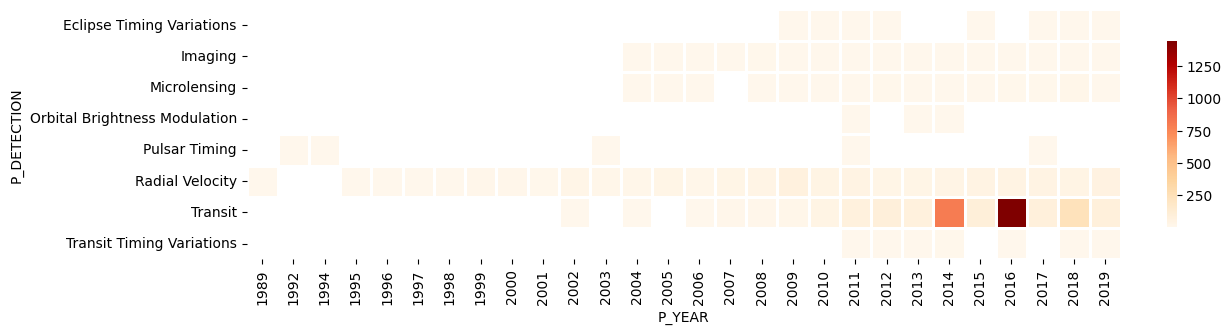 P_DETECTION
Eclipse Timing Variations
Imaging
Microlensing
Orbital Brightness Modulation
Pulsar Timing
Radial Velocity
Transit
Transit Timing Variations
1989 1992 1994 1995 1996 1997 1998 1999 2000 2001 2002 2003 2004 2005 2006 2007 2008 2009 2010 2011 2012 2013 2014 2015 2016 2017 2018 2019
P_YEAR
1250
1000
750
500
250